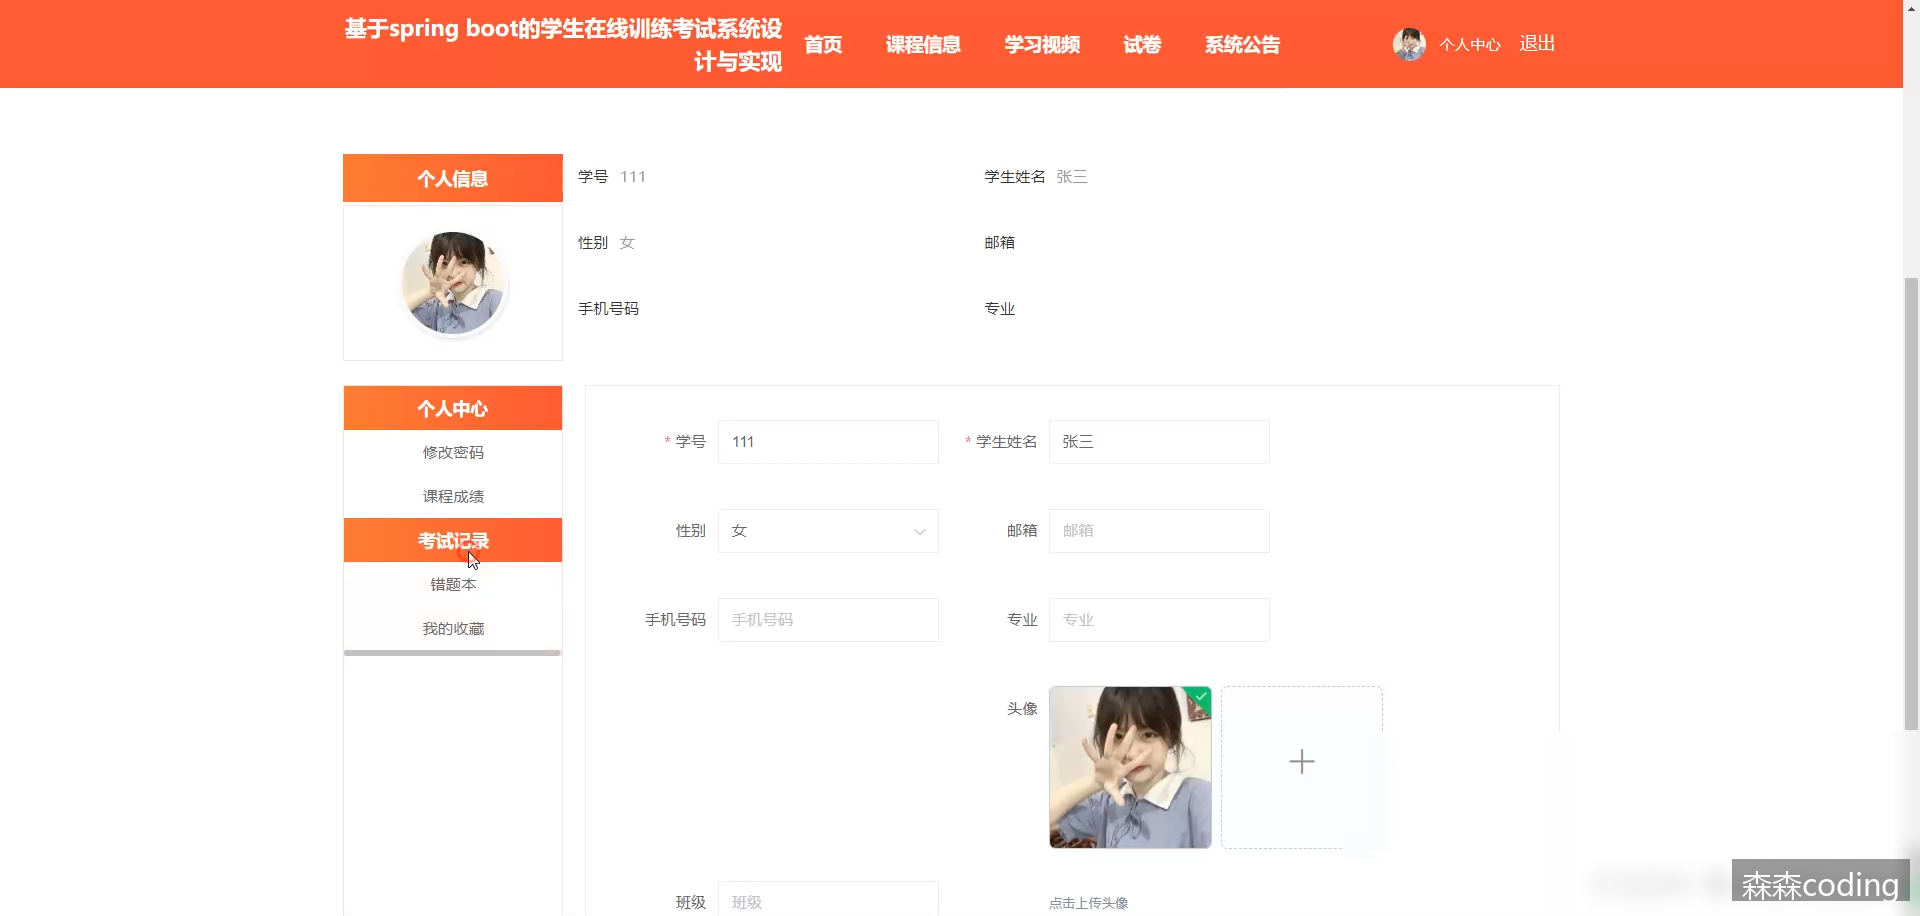 基于spring boot的学生在线训练考试系统设
计与实现
首页
课程信息
学习视频
试卷
系统公告
个人中心
退出
个人信息
学号 111
学生姓名 张三
性别 女
邮箱
手机号码
专业
个人中心
修改密码
课程成绩
考试记录
错题本
我的收藏
* 学号 111
* 学生姓名 张三
性别 女
邮箱 邮箱
手机号码 手机号码
专业 专业
头像
班级 班级
点击上传头像
森森coding